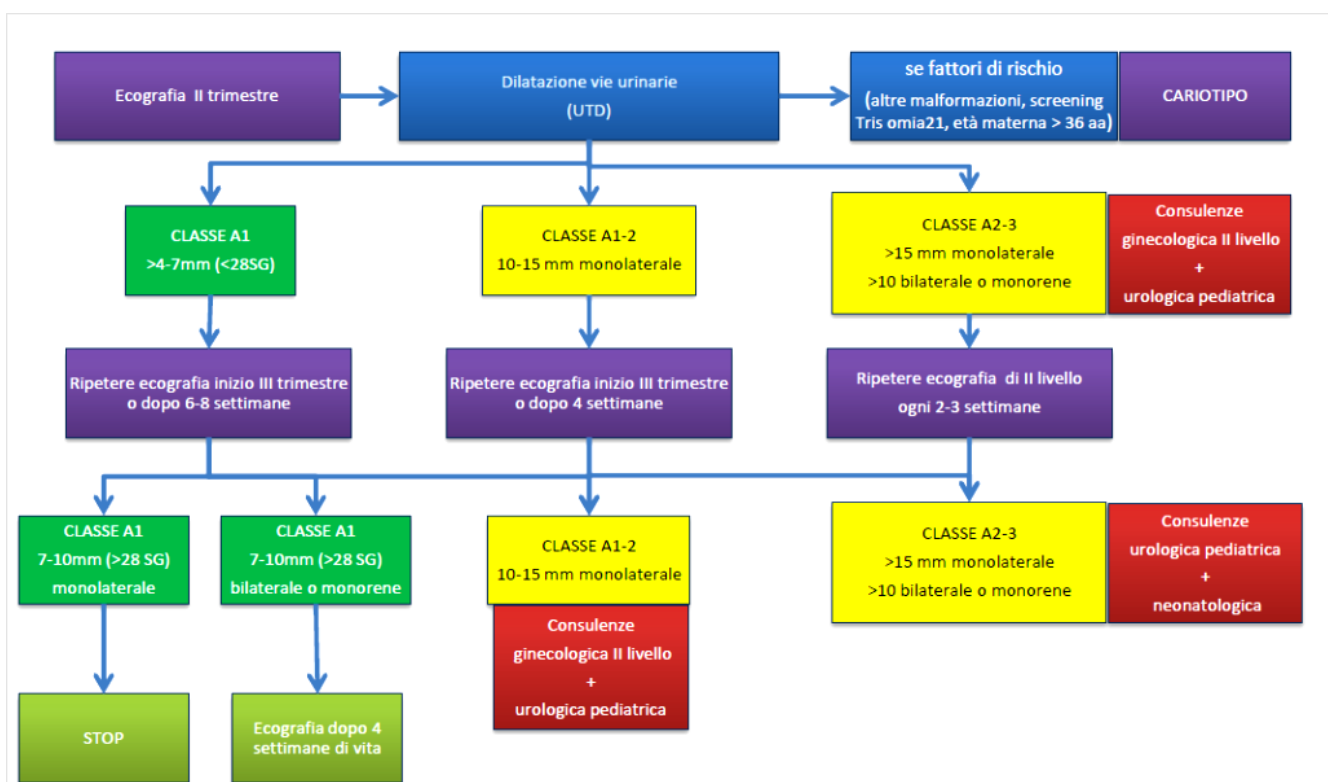 Ecografia II trimestre
Dilatazione vie urinarie
(UTD)
se fattori di rischio
(altre malformazioni, screening
Tris omia21, età materna > 36 aa)
CARIOTIPO
CLASSE A1
>4-7mm (<28SG)
CLASSE A1-2
10-15 mm monolaterale
CLASSE A2-3
>15 mm monolaterale
>10 bilaterale o monorene
Consulenze
ginecologica II livello
+
urologica pediatrica
Ripetere ecografia inizio III trimestre
o dopo 6-8 settimane
Ripetere ecografia inizio III trimestre
o dopo 4 settimane
Ripetere ecografia di II livello
ogni 2-3 settimane
CLASSE A1
7-10mm (>28 SG)
monolaterale
CLASSE A1
7-10mm (>28 SG)
bilaterale o monorene
CLASSE A1-2
10-15 mm monolaterale
Consulenze
ginecologica II livello
+
urologica pediatrica
CLASSE A2-3
>15 mm monolaterale
>10 bilaterale o monorene
Consulenze
urologica pediatrica
+
neonatologica
STOP
Ecografia dopo 4
settimane di vita